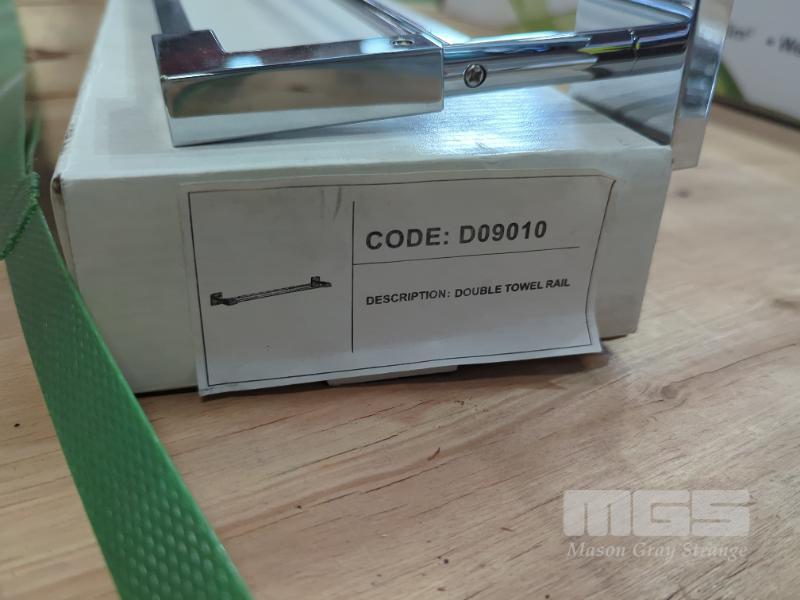 CODE: D09010
DESCRIPTION: DOUBLE TOWEL RAIL
MGS
Mason Gray Strange